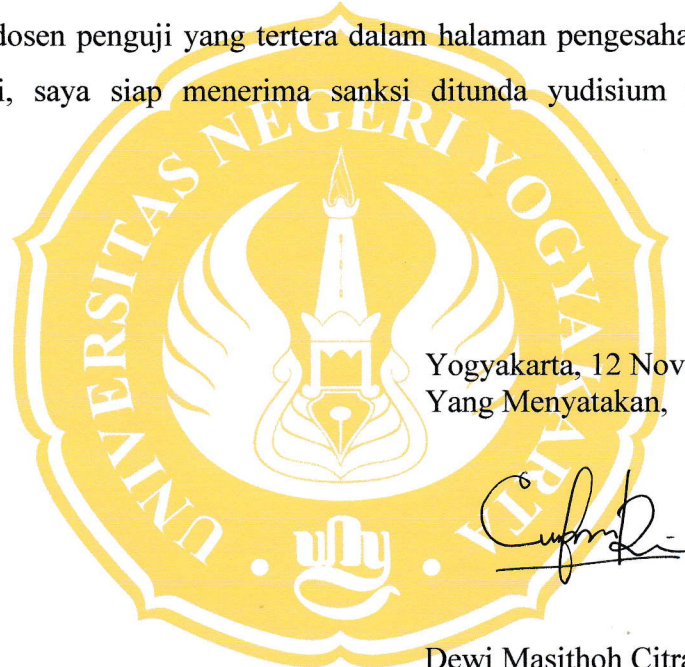 dosen penguji yang tertera dalam halaman pengesaha
i, saya siap menerima sanksi ditunda yudisium
UNIVERSITAS NEGERI YOGYAKARTA
Yogyakarta, 12 Nov
Yang Menyatakan,
uny
Dewi Masithoh Citra